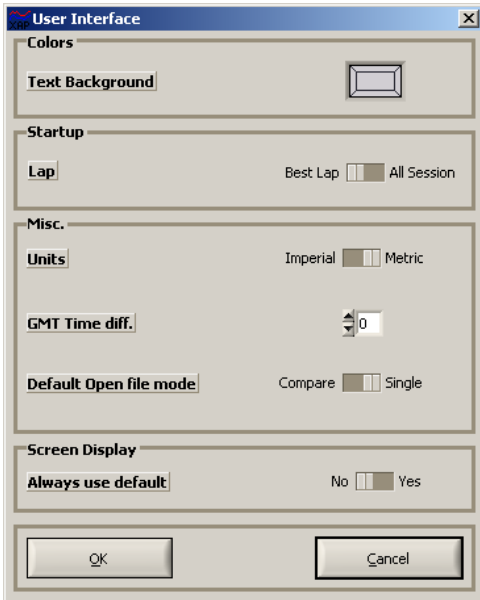 XAP User Interface
Colors
Text Background
Startup
Lap Best Lap All Session
Misc.
Units Imperial Metric
GMT Time diff. 0
Default Open file mode Compare Single
Screen Display
Always use default No Yes
OK Cancel